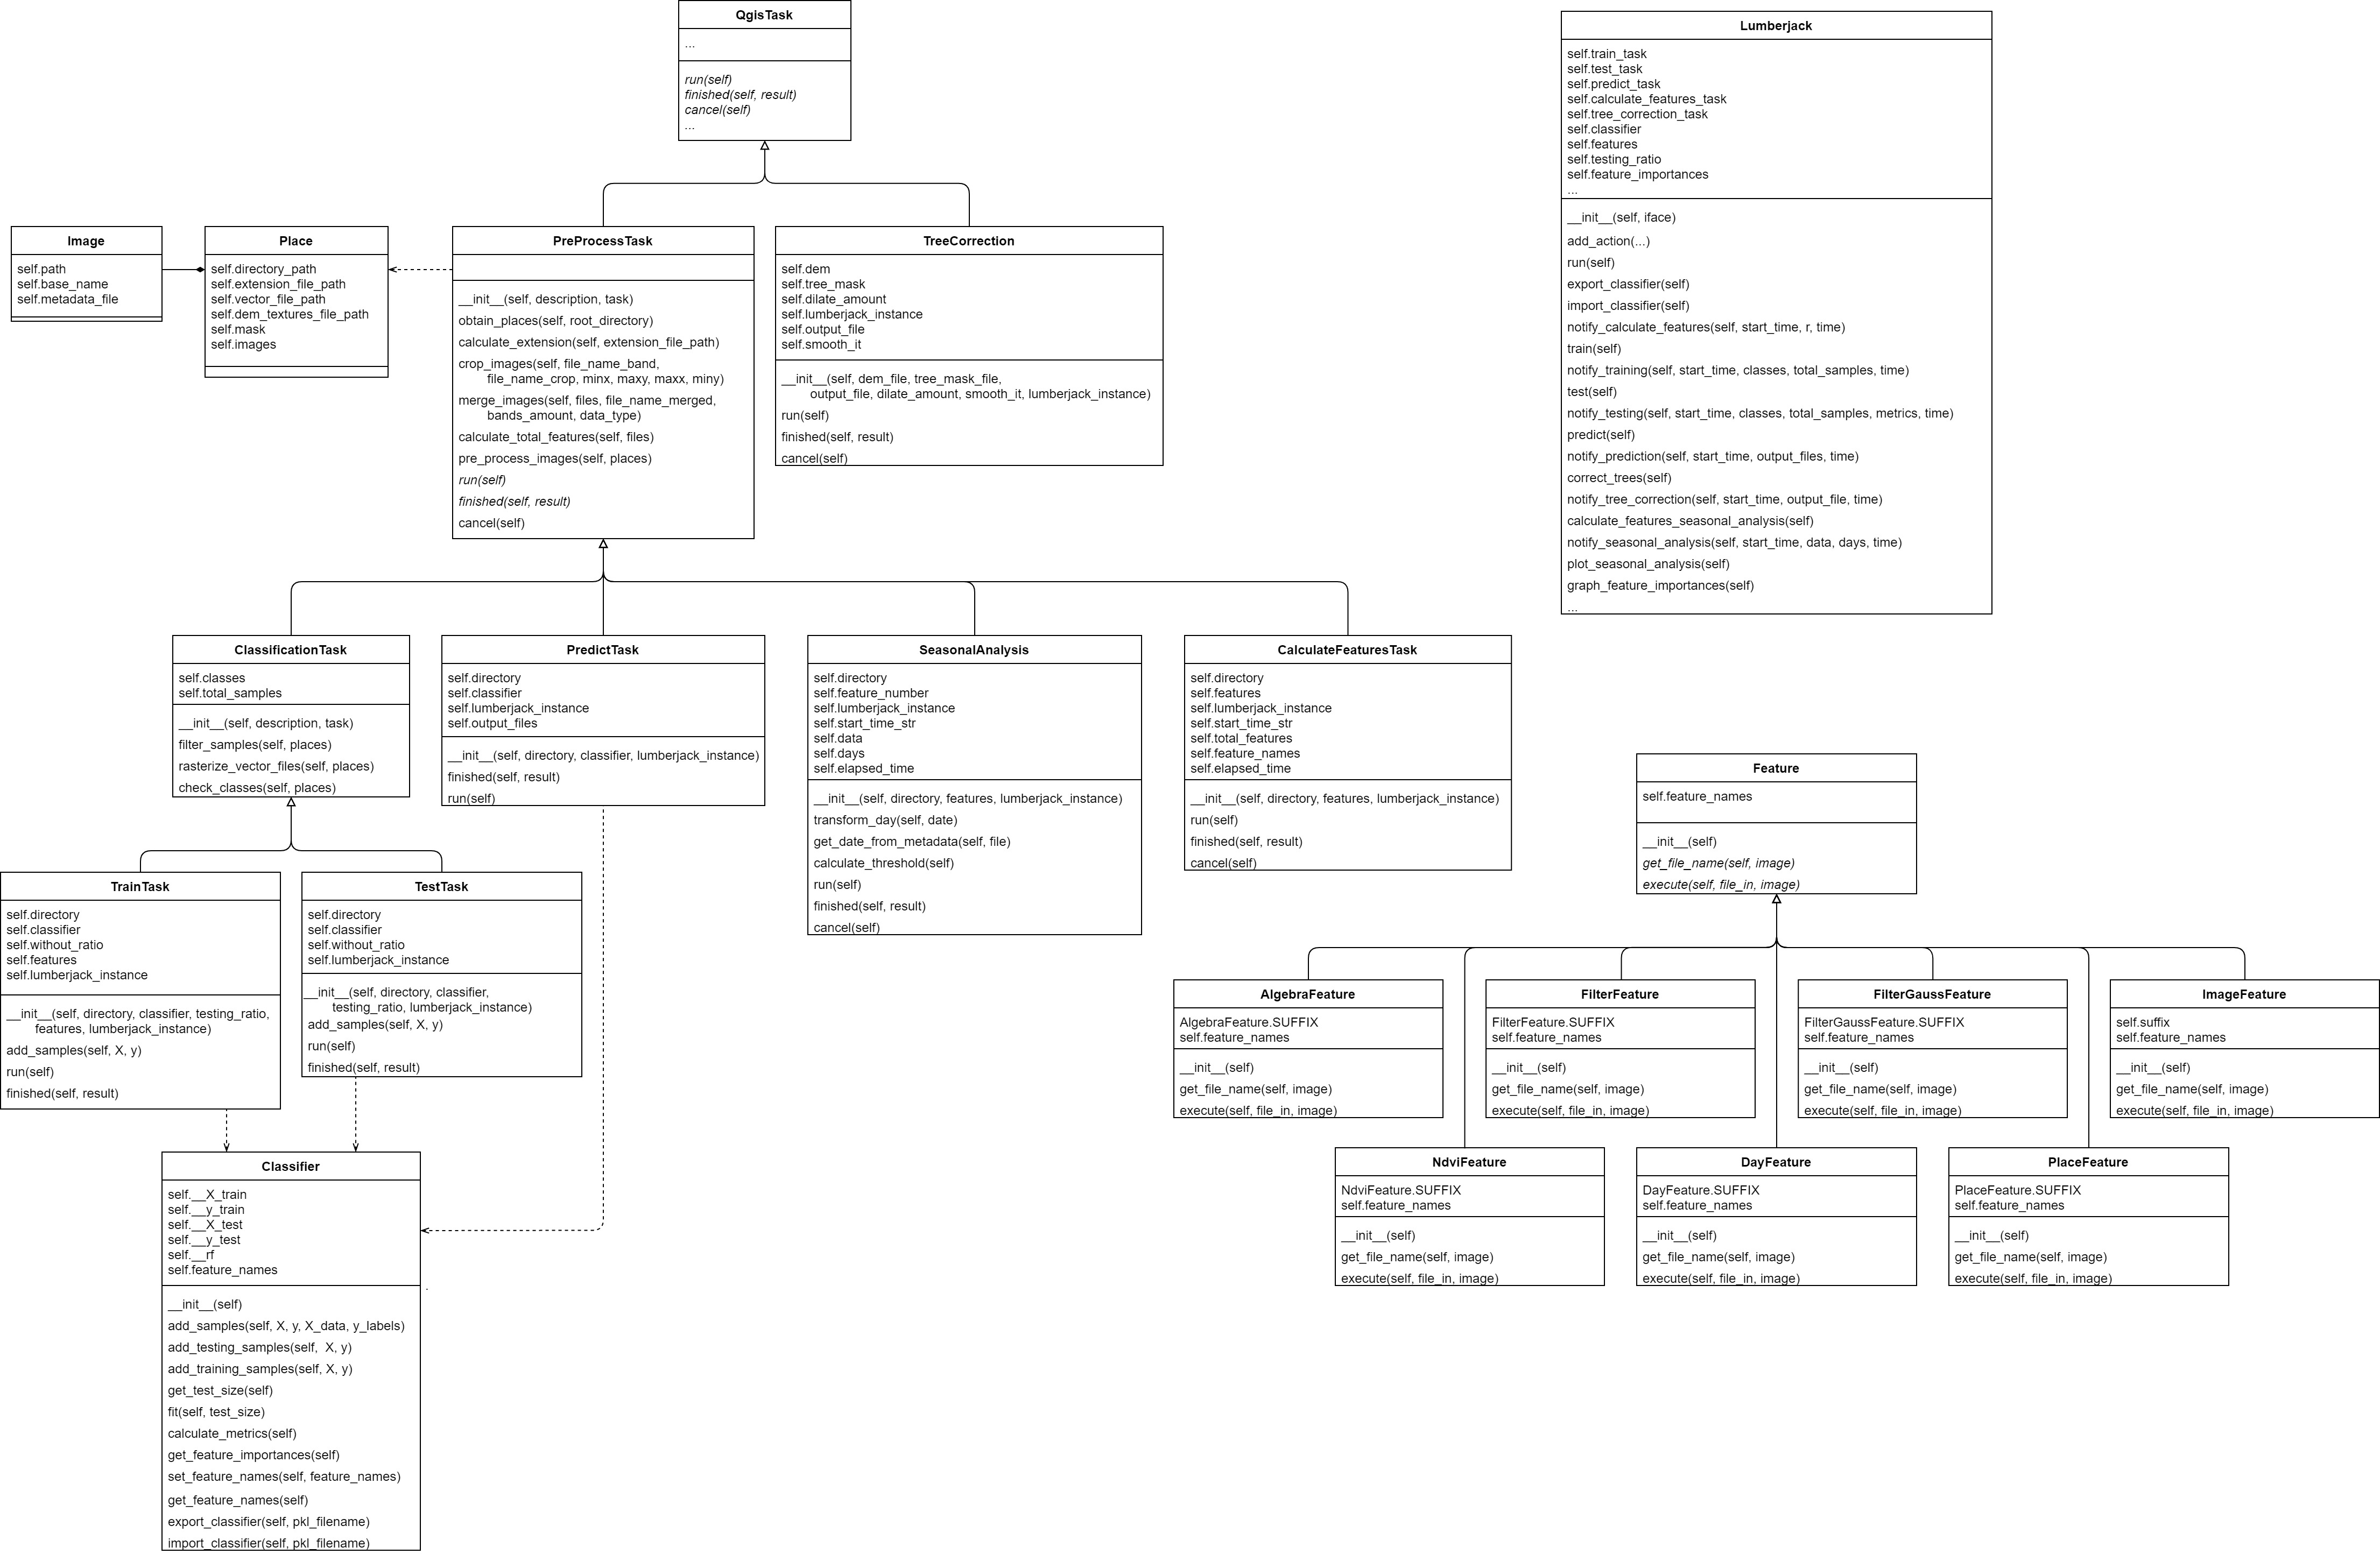 QgisTask
...
run(self)
finished(self, result)
cancel(self)
...
Lumberjack
self.train_task
self.test_task
self.predict_task
self.calculate_features_task
self.tree_correction_task
self.classifier
self.features
self.testing_ratio
self.feature_importances
...
__init__(self, iface)
add_action(...)
run(self)
export_classifier(self)
import_classifier(self)
notify_calculate_features(self, start_time, r, time)
train(self)
notify_training(self, start_time, classes, total_samples, time)
test(self)
notify_testing(self, start_time, classes, total_samples, metrics, time)
predict(self)
notify_prediction(self, start_time, output_files, time)
correct_trees(self)
notify_tree_correction(self, start_time, output_file, time)
calculate_features_seasonal_analysis(self)
notify_seasonal_analysis(self, start_time, data, days, time)
plot_seasonal_analysis(self)
graph_feature_importances(self)
...
Image
self.path
self.base_name
self.metadata_file
Place
self.directory_path
self.extension_file_path
self.vector_file_path
self.dem_textures_file_path
self.mask
self.images
PreProcessTask
__init__(self, description, task)
obtain_places(self, root_directory)
calculate_extension(self, extension_file_path)
crop_images(self, file_name_band,
file_name_crop, minx, maxy, maxx, miny)
merge_images(self, files, file_name_merged,
bands_amount, data_type)
calculate_total_features(self, files)
pre_process_images(self, places)
run(self)
finished(self, result)
cancel(self)
TreeCorrection
self.dem
self.tree_mask
self.dilate_amount
self.lumberjack_instance
self.output_file
self.smooth_it
__init__(self, dem_file, tree_mask_file,
output_file, dilate_amount, smooth_it, lumberjack_instance)
run(self)
finished(self, result)
cancel(self)
ClassificationTask
self.classes
self.total_samples
__init__(self, description, task)
filter_samples(self, places)
rasterize_vector_files(self, places)
check_classes(self, places)
PredictTask
self.directory
self.classifier
self.lumberjack_instance
self.output_files
__init__(self, directory, classifier, lumberjack_instance)
finished(self, result)
run(self)
SeasonalAnalysis
self.directory
self.feature_number
self.lumberjack_instance
self.start_time_str
self.data
self.days
self.elapsed_time
__init__(self, directory, features, lumberjack_instance)
transform_day(self, date)
get_date_from_metadata(self, file)
calculate_threshold(self)
run(self)
finished(self, result)
cancel(self)
CalculateFeaturesTask
self.directory
self.features
self.lumberjack_instance
self.start_time_str
self.total_features
self.feature_names
self.elapsed_time
__init__(self, directory, features, lumberjack_instance)
run(self)
finished(self, result)
cancel(self)
Feature
self.feature_names
__init__(self)
get_file_name(self, image)
execute(self, file_in, image)
TrainTask
self.directory
self.classifier
self.without_ratio
self.features
self.lumberjack_instance
__init__(self, directory, classifier, testing_ratio,
features, lumberjack_instance)
add_samples(self, X, y)
run(self)
finished(self, result)
TestTask
self.directory
self.classifier
self.without_ratio
self.lumberjack_instance
__init__(self, directory, classifier,
testing_ratio, lumberjack_instance)
add_samples(self, X, y)
run(self)
finished(self, result)
AlgebraFeature
AlgebraFeature.SUFFIX
self.feature_names
__init__(self)
get_file_name(self, image)
execute(self, file_in, image)
FilterFeature
FilterFeature.SUFFIX
self.feature_names
__init__(self)
get_file_name(self, image)
execute(self, file_in, image)
FilterGaussFeature
FilterGaussFeature.SUFFIX
self.feature_names
__init__(self)
get_file_name(self, image)
execute(self, file_in, image)
ImageFeature
self.suffix
self.feature_names
__init__(self)
get_file_name(self, image)
execute(self, file_in, image)
NdviFeature
NdviFeature.SUFFIX
self.feature_names
__init__(self)
get_file_name(self, image)
execute(self, file_in, image)
DayFeature
DayFeature.SUFFIX
self.feature_names
__init__(self)
get_file_name(self, image)
execute(self, file_in, image)
PlaceFeature
PlaceFeature.SUFFIX
self.feature_names
__init__(self)
get_file_name(self, image)
execute(self, file_in, image)
Classifier
self.__X_train
self.__y_train
self.__X_test
self.__y_test
self.__rf
self.feature_names
__init__(self)
add_samples(self, X, y, X_data, y_labels)
add_testing_samples(self,  X, y)
add_training_samples(self, X, y)
get_test_size(self)
fit(self, test_size)
calculate_metrics(self)
get_feature_importances(self)
set_feature_names(self, feature_names)
get_feature_names(self)
export_classifier(self, pkl_filename)
import_classifier(self, pkl_filename)